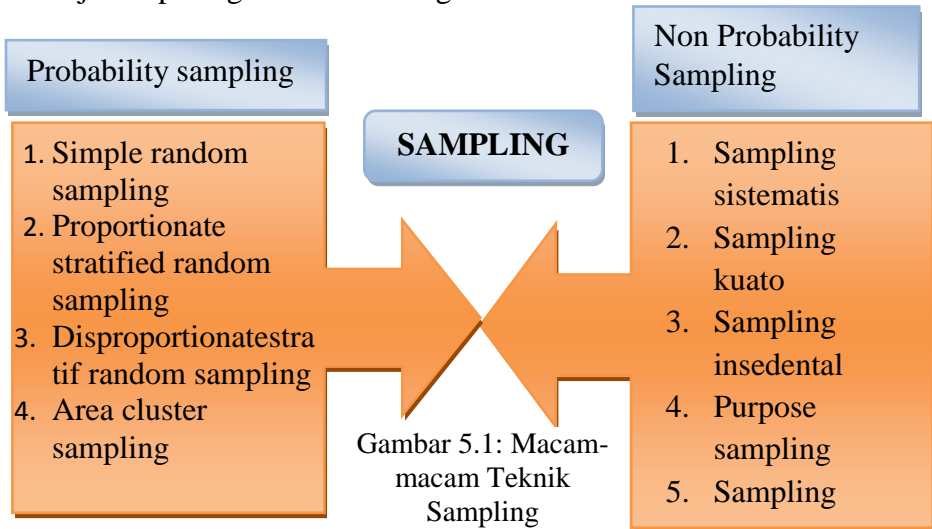 Probability sampling
1. Simple random
sampling
2. Proportionate
stratified random
sampling
3. Disproportionatestra
tif random sampling
4. Area cluster
sampling
SAMPLING
Gambar 5.1: Macam-
macam Teknik
Sampling
Non Probability
Sampling
1. Sampling
sistematis
2. Sampling
kuato
3. Sampling
insedental
4. Purpose
sampling
5. Sampling